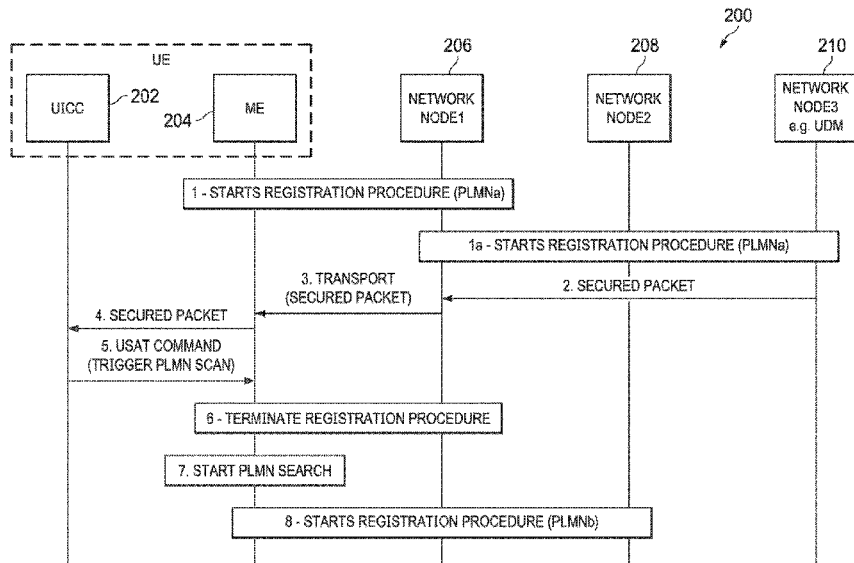 200
UE
206
208
210
UICC
202
204
ME
NETWORK
NODE1
NETWORK
NODE2
NETWORK
NODE3
e.g. UDM
1 - STARTS REGISTRATION PROCEDURE (PLMNa)
1a - STARTS REGISTRATION PROCEDURE (PLMNa)
3. TRANSPORT
(SECURED PACKET)
2. SECURED PACKET
4. SECURED PACKET
5. USAT COMMAND
(TRIGGER PLMN SCAN)
6 - TERMINATE REGISTRATION PROCEDURE
7. START PLMN SEARCH
8 - STARTS REGISTRATION PROCEDURE (PLMNb)